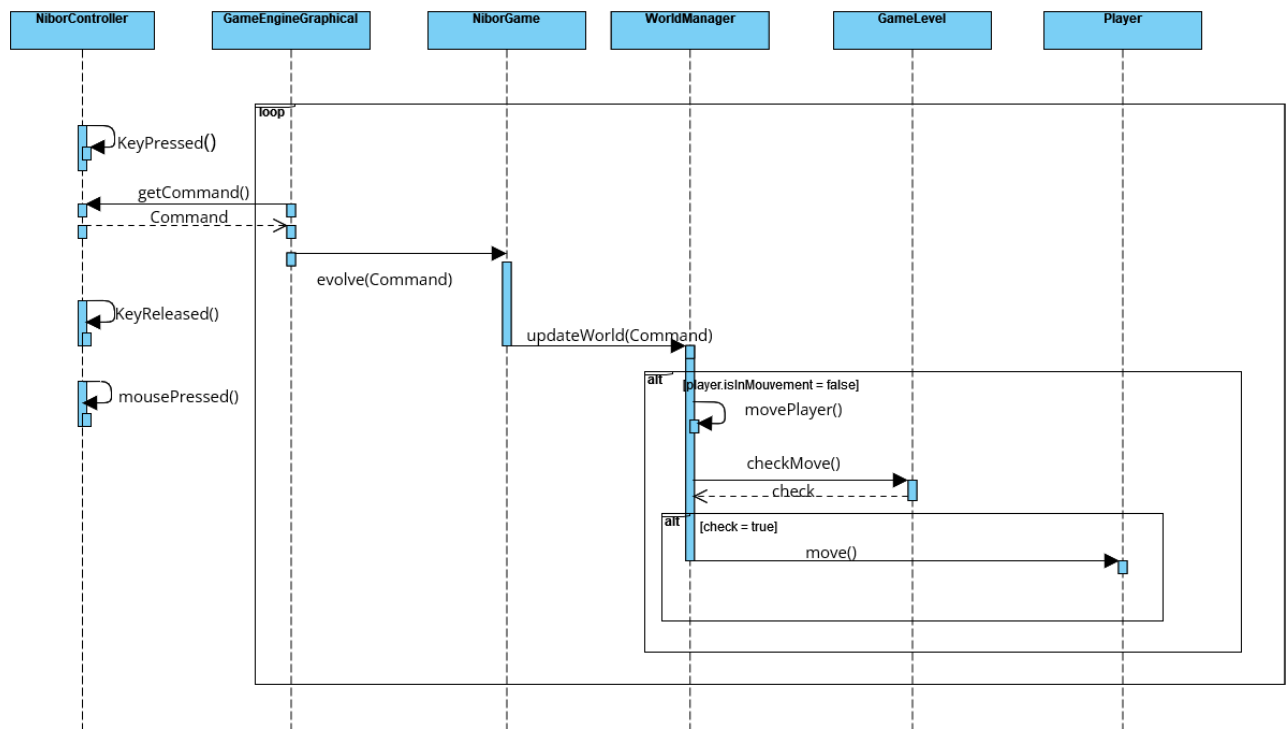 NiborController
GameEngineGraphical
NiborGame
WorldManager
GameLevel
Player
loop
KeyPressed()
getCommand()
Command
evolve(Command)
KeyReleased()
updateWorld(Command)
alt
[player.isInMouvement = false]
mousePressed()
movePlayer()
checkMove()
check
alt
[check = true]
move()